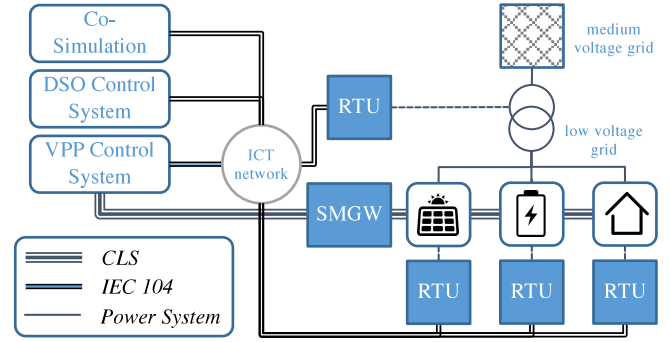 Co-
Simulation
DSO Control
System
VPP Control
System
ICT
network
RTU
medium
voltage grid
low voltage
grid
SMGW
RTU
RTU
RTU
CLS
IEC 104
Power System